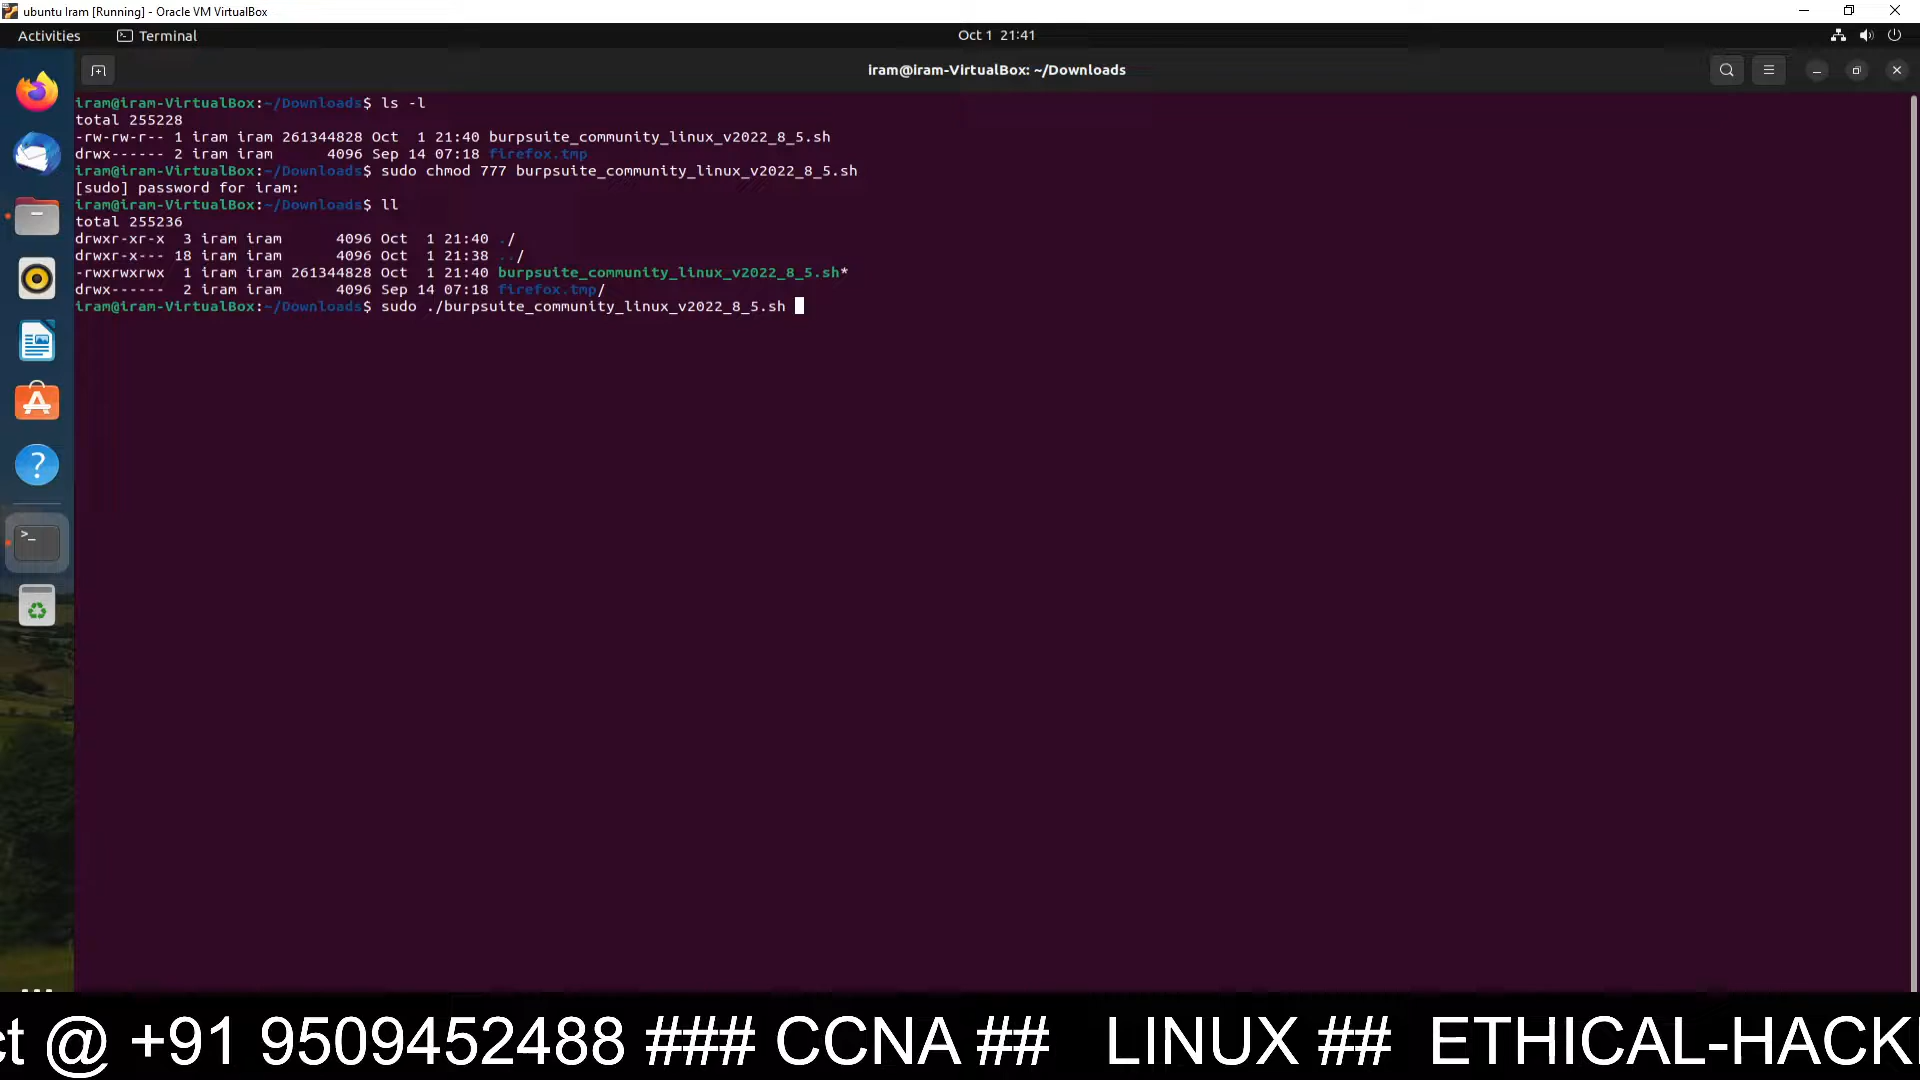 ubuntu Iram [Running] - Oracle VM VirtualBox
Activities Terminal Oct 1 21:41
iram@iram-VirtualBox: ~/Downloads
iram@iram-VirtualBox:~/Downloads$ ls -l
total 255228
-rw-rw-r-- 1 iram iram 261344828 Oct  1 21:40 burpsuite_community_linux_v2022_8_5.sh
drwx------ 2 iram iram      4096 Sep 14 07:18 firefox.tmp
iram@iram-VirtualBox:~/Downloads$ sudo chmod 777 burpsuite_community_linux_v2022_8_5.sh
[sudo] password for iram:
iram@iram-VirtualBox:~/Downloads$ ll
total 255236
drwxr-xr-x  3 iram iram      4096 Oct  1 21:40 ./
drwxr-x--- 18 iram iram      4096 Oct  1 21:38 ../
-rwxrwxrwx  1 iram iram 261344828 Oct  1 21:40 burpsuite_community_linux_v2022_8_5.sh*
drwx------  2 iram iram      4096 Sep 14 07:18 firefox.tmp/
iram@iram-VirtualBox:~/Downloads$ sudo ./burpsuite_community_linux_v2022_8_5.sh
ct @ +91 9509452488 ### CCNA ## LINUX ## ETHICAL-HACK